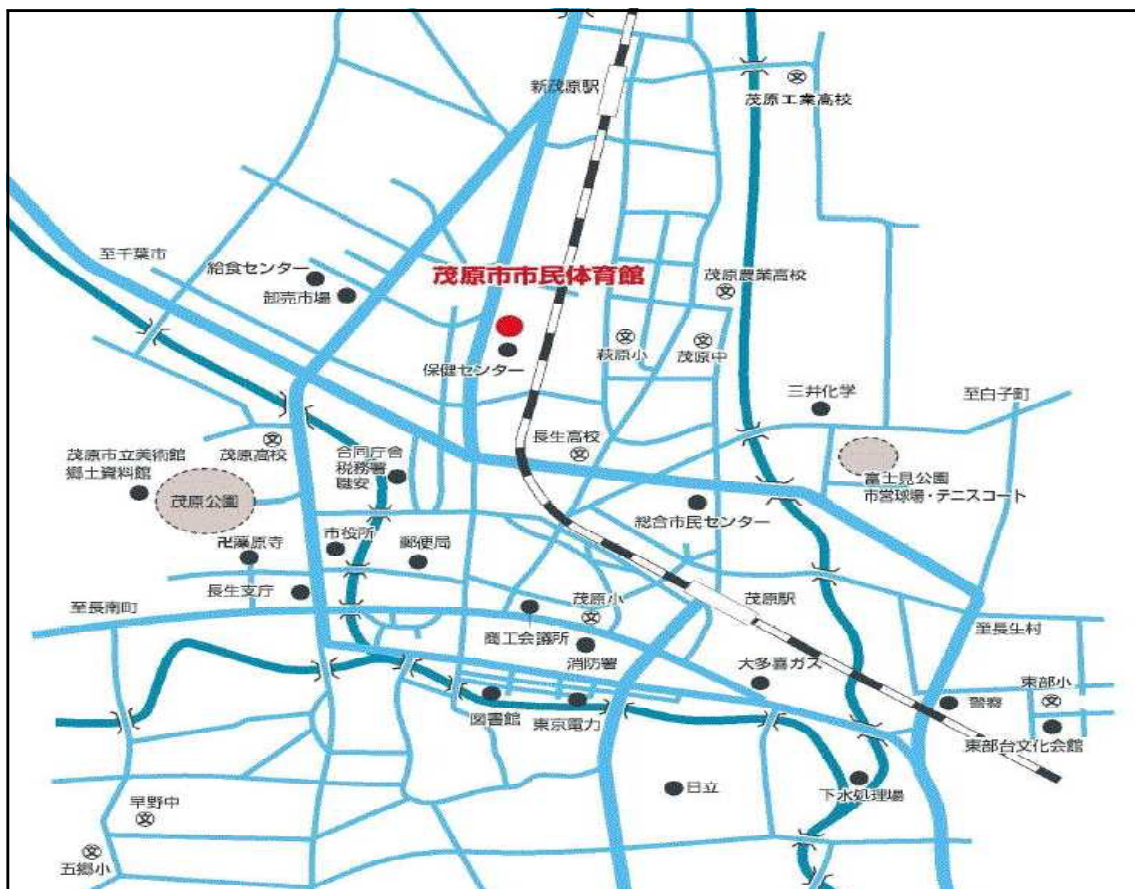 新茂原駅
茂原工業高校
至千葉市
給食センター
卸売市場
茂原市市民体育館
茂原農業高校
保健センター
萩原小
茂原中
三井化学
至白子町
茂原市立美術館
郷土資料館
茂原高校
合同庁舎
税務署
職安
長生高校
茂原公園
富士見公園
市営球場・テニスコート
総合市民センター
卍藻原寺
市役所
郵便局
長生支庁
茂原小
茂原駅
至長南町
商工会議所
至長生村
消防署
大多喜ガス
東部小
図書館
東京電力
警察
東部台文化会館
日立
下水処理場
早野中
五郷小